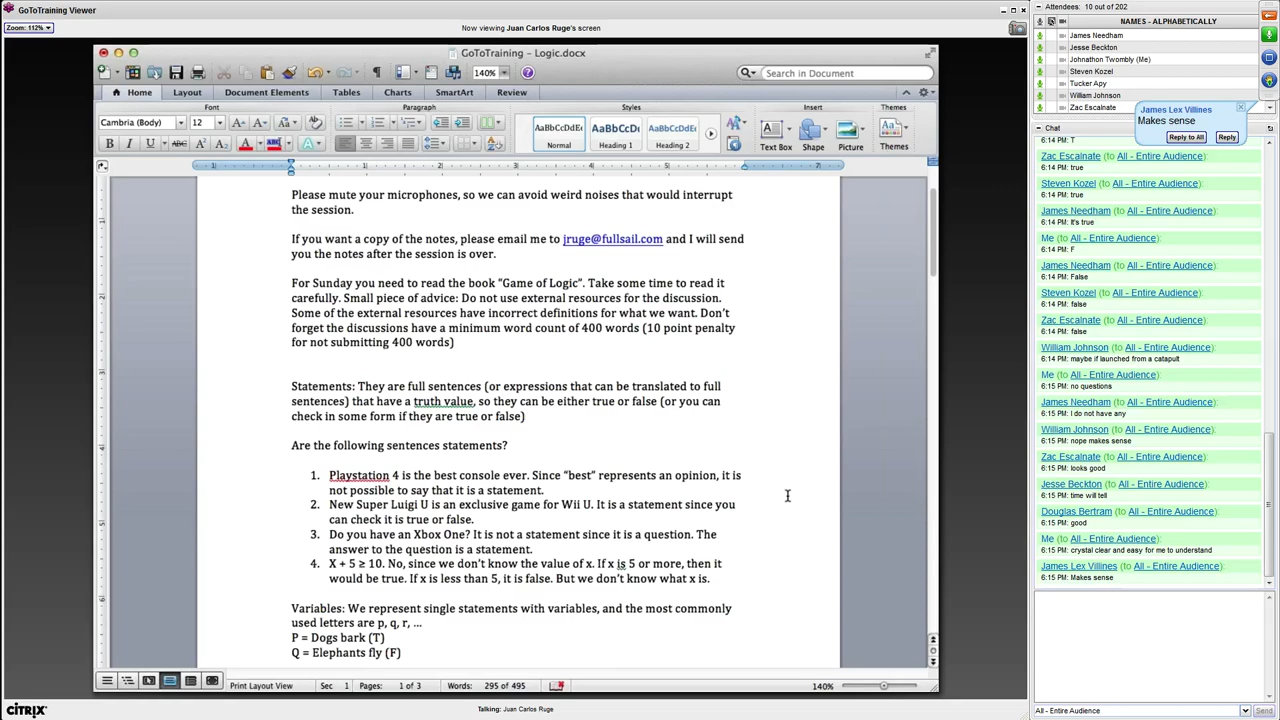 GoToTraining Viewer
Zoom: 112%
Now viewing Juan Carlos Ruge's screen
GoToTraining - Logic.docx
140%
Search in Document
Home Layout Document Elements Tables Charts SmartArt Review
Font Paragraph Styles Insert Themes
Cambria (Body) 12
AaBbCcDdEe
Normal
AaBbCcDc
Heading 1
AaBbCcDdEe
Heading 2
Text Box
Shape
Picture
Themes
Please mute your microphones, so we can avoid weird noises that would interrupt
the session.
If you want a copy of the notes, please email me to jruge@fullsail.com and I will send
you the notes after the session is over.
For Sunday you need to read the book “Game of Logic”. Take some time to read it
carefully. Small piece of advice: Do not use external resources for the discussion.
Some of the external resources have incorrect definitions for what we want. Don’t
forget the discussions have a minimum word count of 400 words (10 point penalty
for not submitting 400 words)
Statements: They are full sentences (or expressions that can be translated to full
sentences) that have a truth value, so they can be either true or false (or you can
check in some form if they are true or false)
Are the following sentences statements?
1. Playstation 4 is the best console ever. Since “best” represents an opinion, it is
not possible to say that it is a statement.
2. New Super Luigi U is an exclusive game for Wii U. It is a statement since you
can check it is true or false.
3. Do you have an Xbox One? It is not a statement since it is a question. The
answer to the question is a statement.
4. X + 5 ≥ 10. No, since we don’t know the value of x. If x is 5 or more, then it
would be true. If x is less than 5, it is false. But we don’t know what x is.
Variables: We represent single statements with variables, and the most commonly
used letters are p, q, r, …
P = Dogs bark (T)
Q = Elephants fly (F)
Print Layout View Sec 1 Pages: 1 of 3 Words: 295 of 495 140%
CITRIX
Talking: Juan Carlos Ruge
Attendees: 10 out of 202
NAMES - ALPHABETICALLY
James Needham
Jesse Beckton
Johnathon Twombly (Me)
Steven Kozel
Tucker Apy
William Johnson
Zac Escalnate
James Lex Villines
Makes sense
Reply to All Reply
Chat
6:14 PM: T
Zac Escalnate (to All - Entire Audience):
6:14 PM: true
Steven Kozel (to All - Entire Audience):
6:14 PM: true
James Needham (to All - Entire Audience):
6:14 PM: It's true
Me (to All - Entire Audience):
6:14 PM: F
James Needham (to All - Entire Audience):
6:14 PM: False
Steven Kozel (to All - Entire Audience):
6:14 PM: false
Zac Escalnate (to All - Entire Audience):
6:14 PM: false
William Johnson (to All - Entire Audience):
6:14 PM: maybe if launched from a catapult
Me (to All - Entire Audience):
6:15 PM: no questions
James Needham (to All - Entire Audience):
6:15 PM: I do not have any
William Johnson (to All - Entire Audience):
6:15 PM: nope makes sense
Zac Escalnate (to All - Entire Audience):
6:15 PM: looks good
Jesse Beckton (to All - Entire Audience):
6:15 PM: time will tell
Douglas Bertram (to All - Entire Audience):
6:15 PM: good
Me (to All - Entire Audience):
6:15 PM: crystal clear and easy for me to understand
James Lex Villines (to All - Entire Audience):
6:15 PM: Makes sense
All - Entire Audience
Send